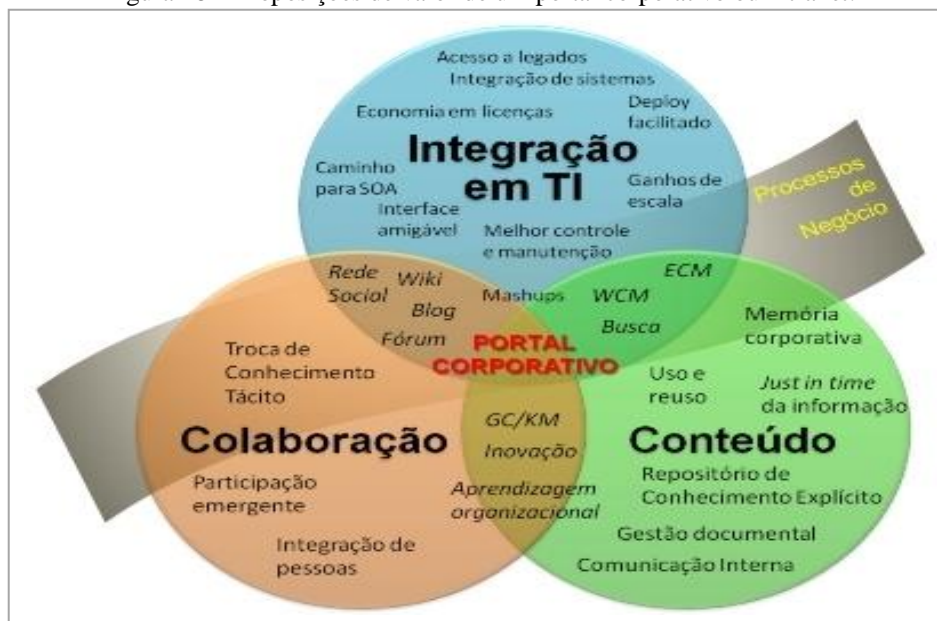 Acesso a legados
Integração de sistemas
Economia em licenças
Deploy
facilitado
Integração
em TI
Caminho
para SOA
Ganhos de
escala
Interface
amigável
Melhor controle
e manutenção
Processos
de
Negócio
Rede
Social
Wiki
Blog
Fórum
Mashups
ECM
WCM
Busca
PORTAL
CORPORATIVO
Troca de
Conhecimento
Tácito
Colaboração
Participação
emergente
Integração de
pessoas
GC/KM
Inovação
Aprendizagem
organizacional
Memória
corporativa
Uso e
reuso
Just in time
da informação
Conteúdo
Repositório de
Conhecimento Explícito
Gestão documental
Comunicação Interna